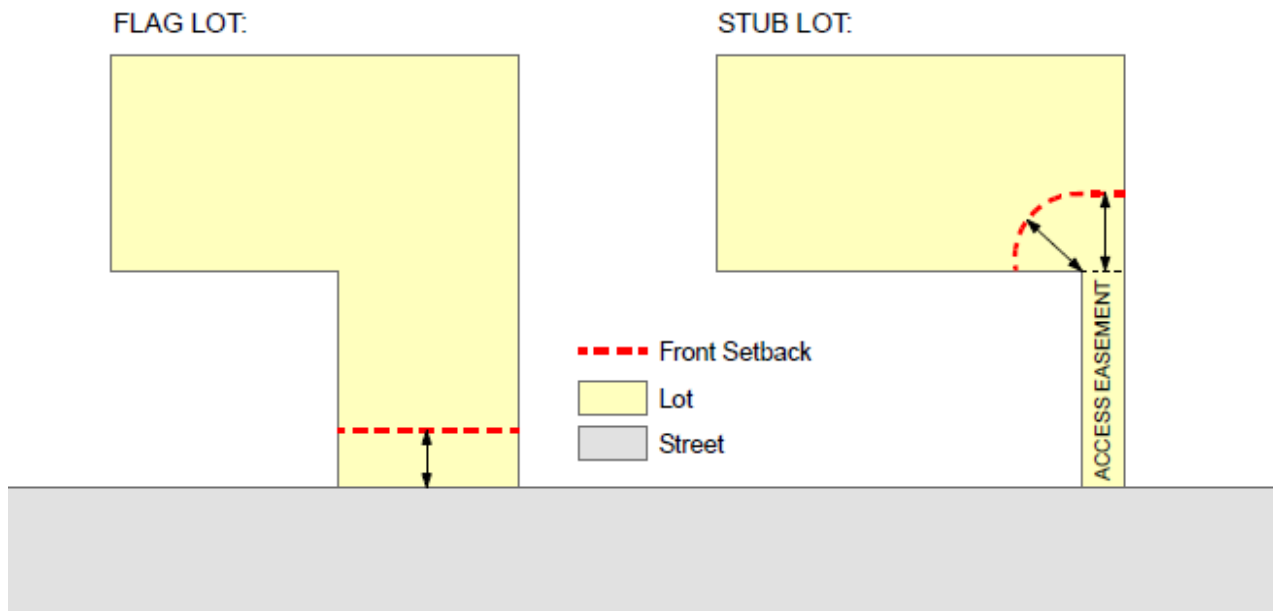 FLAG LOT:
STUB LOT:
Front Setback
Lot
Street
ACCESS EASEMENT